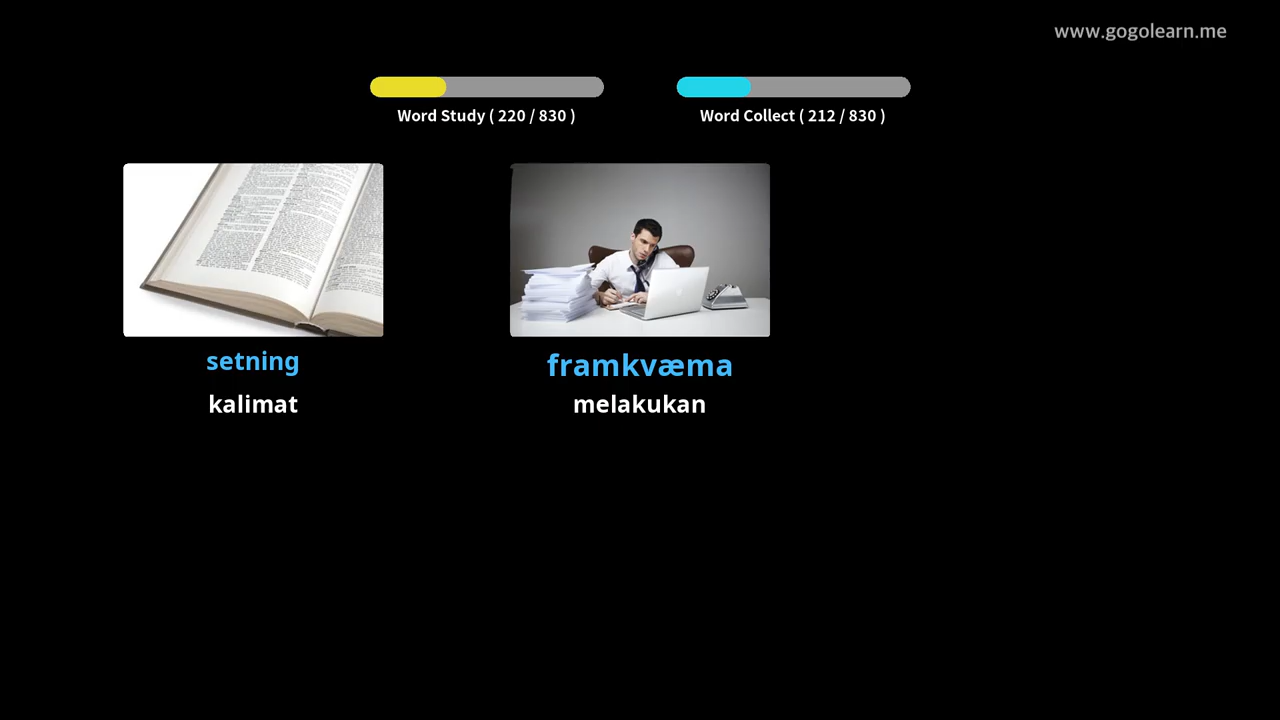 www.gogolearn.me
Word Study ( 220 / 830 )
Word Collect ( 212 / 830 )
setning
kalimat
framkvæma
melakukan